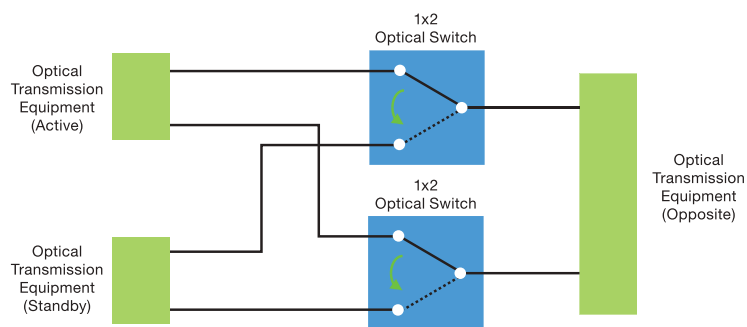 1x2
Optical Switch
Optical
Transmission
Equipment
(Active)
1x2
Optical Switch
Optical
Transmission
Equipment
(Opposite)
Optical
Transmission
Equipment
(Standby)